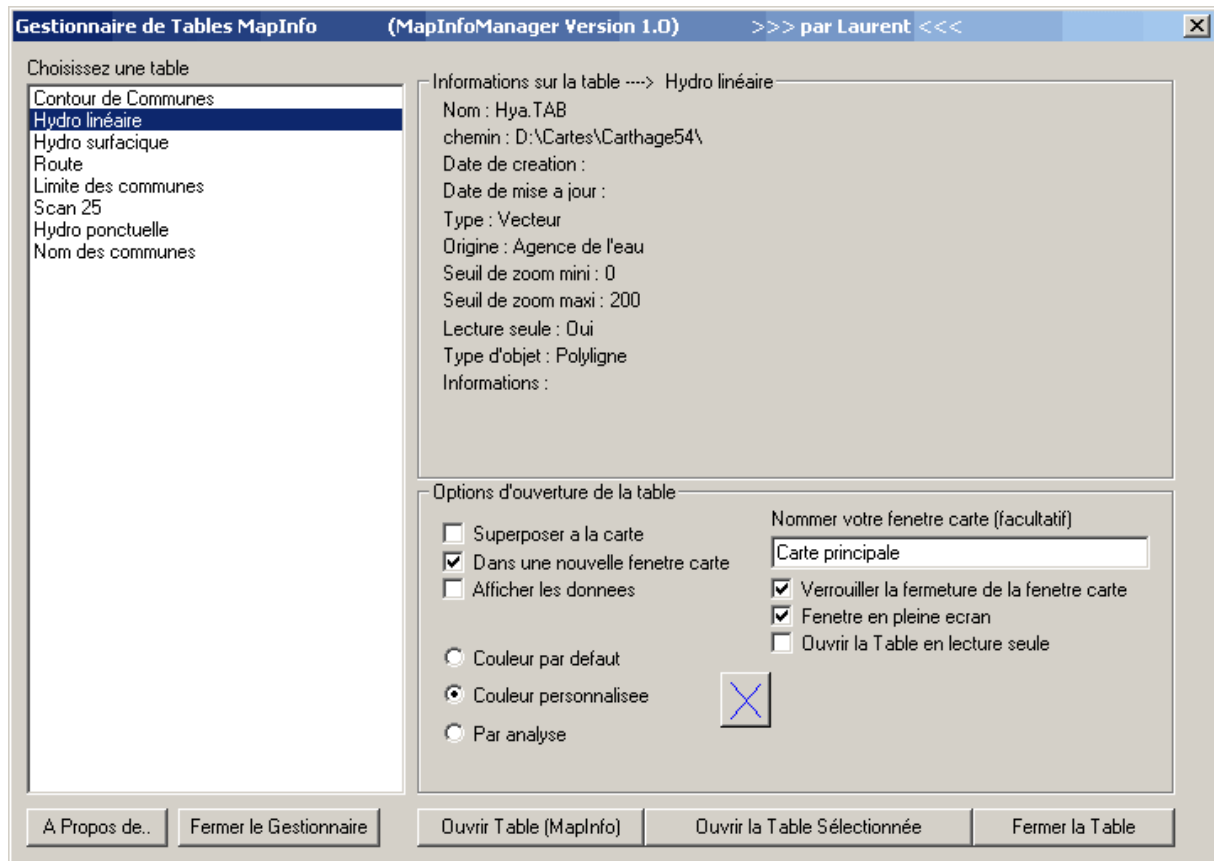 Gestionnaire de Tables MapInfo (MapInfoManager Version 1.0) >>> par Laurent <<<
Choisissez une table
Contour de Communes
Hydro linéaire
Hydro surfacique
Route
Limite des communes
Scan 25
Hydro ponctuelle
Nom des communes
Informations sur la table ----> Hydro linéaire
Nom : Hya.TAB
chemin : D:\Cartes\Carthage54\
Date de creation :
Date de mise a jour :
Type : Vecteur
Origine : Agence de l'eau
Seuil de zoom mini : 0
Seuil de zoom maxi : 200
Lecture seule : Oui
Type d'objet : Polyligne
Informations :
Options d'ouverture de la table
Superposer a la carte
Dans une nouvelle fenetre carte
Afficher les donnees
Couleur par defaut
Couleur personnalisee
Par analyse
Nommer votre fenetre carte (facultatif)
Carte principale
Verrouiller la fermeture de la fenetre carte
Fenetre en pleine ecran
Ouvrir la Table en lecture seule
A Propos de.. Fermer le Gestionnaire Ouvrir Table (MapInfo) Ouvrir la Table Sélectionnée Fermer la Table